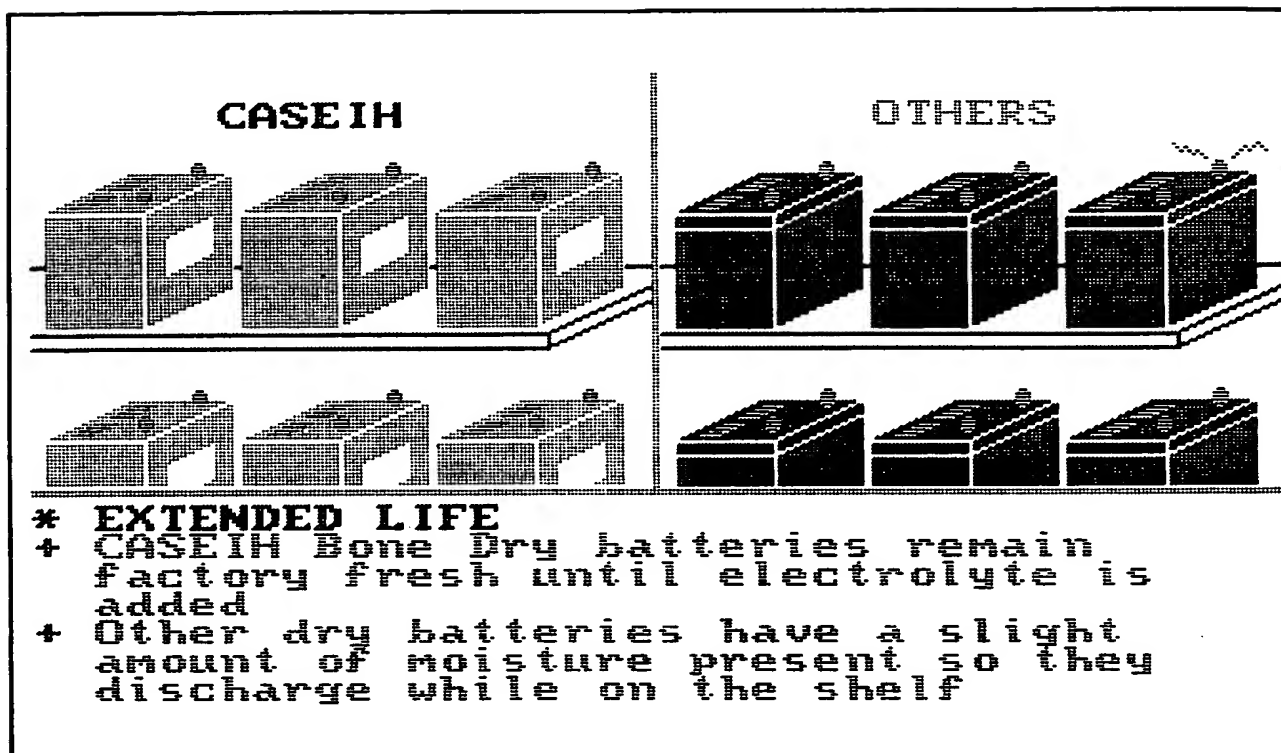 CASEIH
OTHERS
* EXTENDED LIFE
+ CASEIH Bone Dry batteries remain
factory fresh until electrolyte is
added
+ Other dry batteries have a slight
amount of moisture present so they
discharge while on the shelf